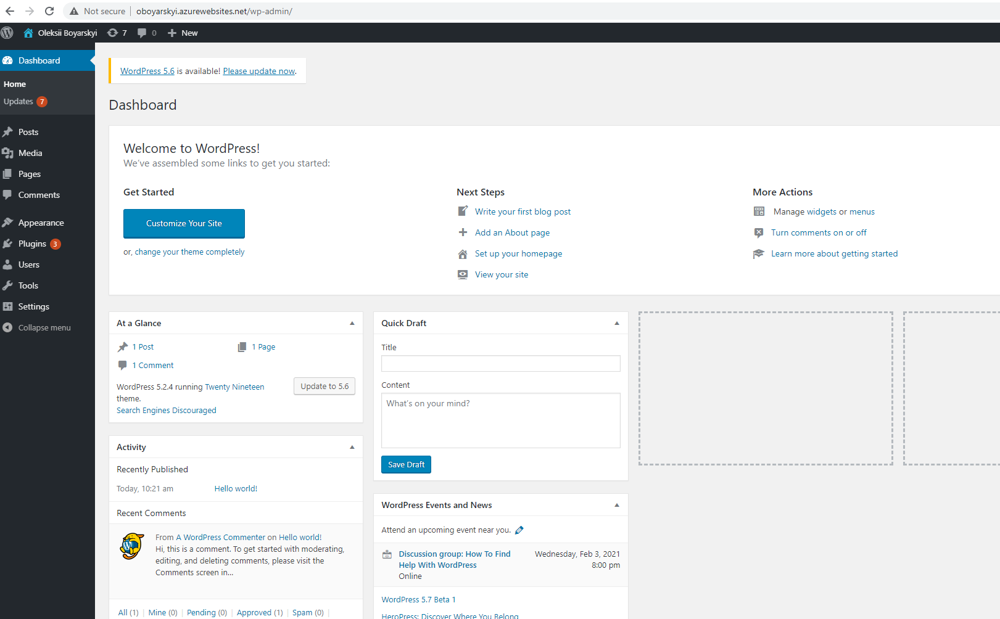 Not secure | oboyarskyi.azurewebsites.net/wp-admin/
Oleksii Boyarskyi 7 0 New
Dashboard
Home
Updates 7
Posts
Media
Pages
Comments
Appearance
Plugins 3
Users
Tools
Settings
Collapse menu
WordPress 5.6 is available! Please update now.
Dashboard
Welcome to WordPress!
We've assembled some links to get you started:
Get Started
Customize Your Site
or, change your theme completely
Next Steps
Write your first blog post
Add an About page
Set up your homepage
View your site
More Actions
Manage widgets or menus
Turn comments on or off
Learn more about getting started
At a Glance
1 Post
1 Page
1 Comment
WordPress 5.2.4 running Twenty Nineteen
theme.
Update to 5.6
Search Engines Discouraged
Activity
Recently Published
Today, 10:21 am Hello world!
Recent Comments
From A WordPress Commenter on Hello world!
Hi, this is a comment. To get started with moderating,
editing, and deleting comments, please visit the
Comments screen in…
All (1) | Mine (0) | Pending (0) | Approved (1) | Spam (0) |
Quick Draft
Title
Content
What's on your mind?
Save Draft
WordPress Events and News
Attend an upcoming event near you.
Discussion group: How To Find
Help With WordPress
Online
Wednesday, Feb 3, 2021
8:00 pm
WordPress 5.7 Beta 1
HeroPress: Discover Where You Belong